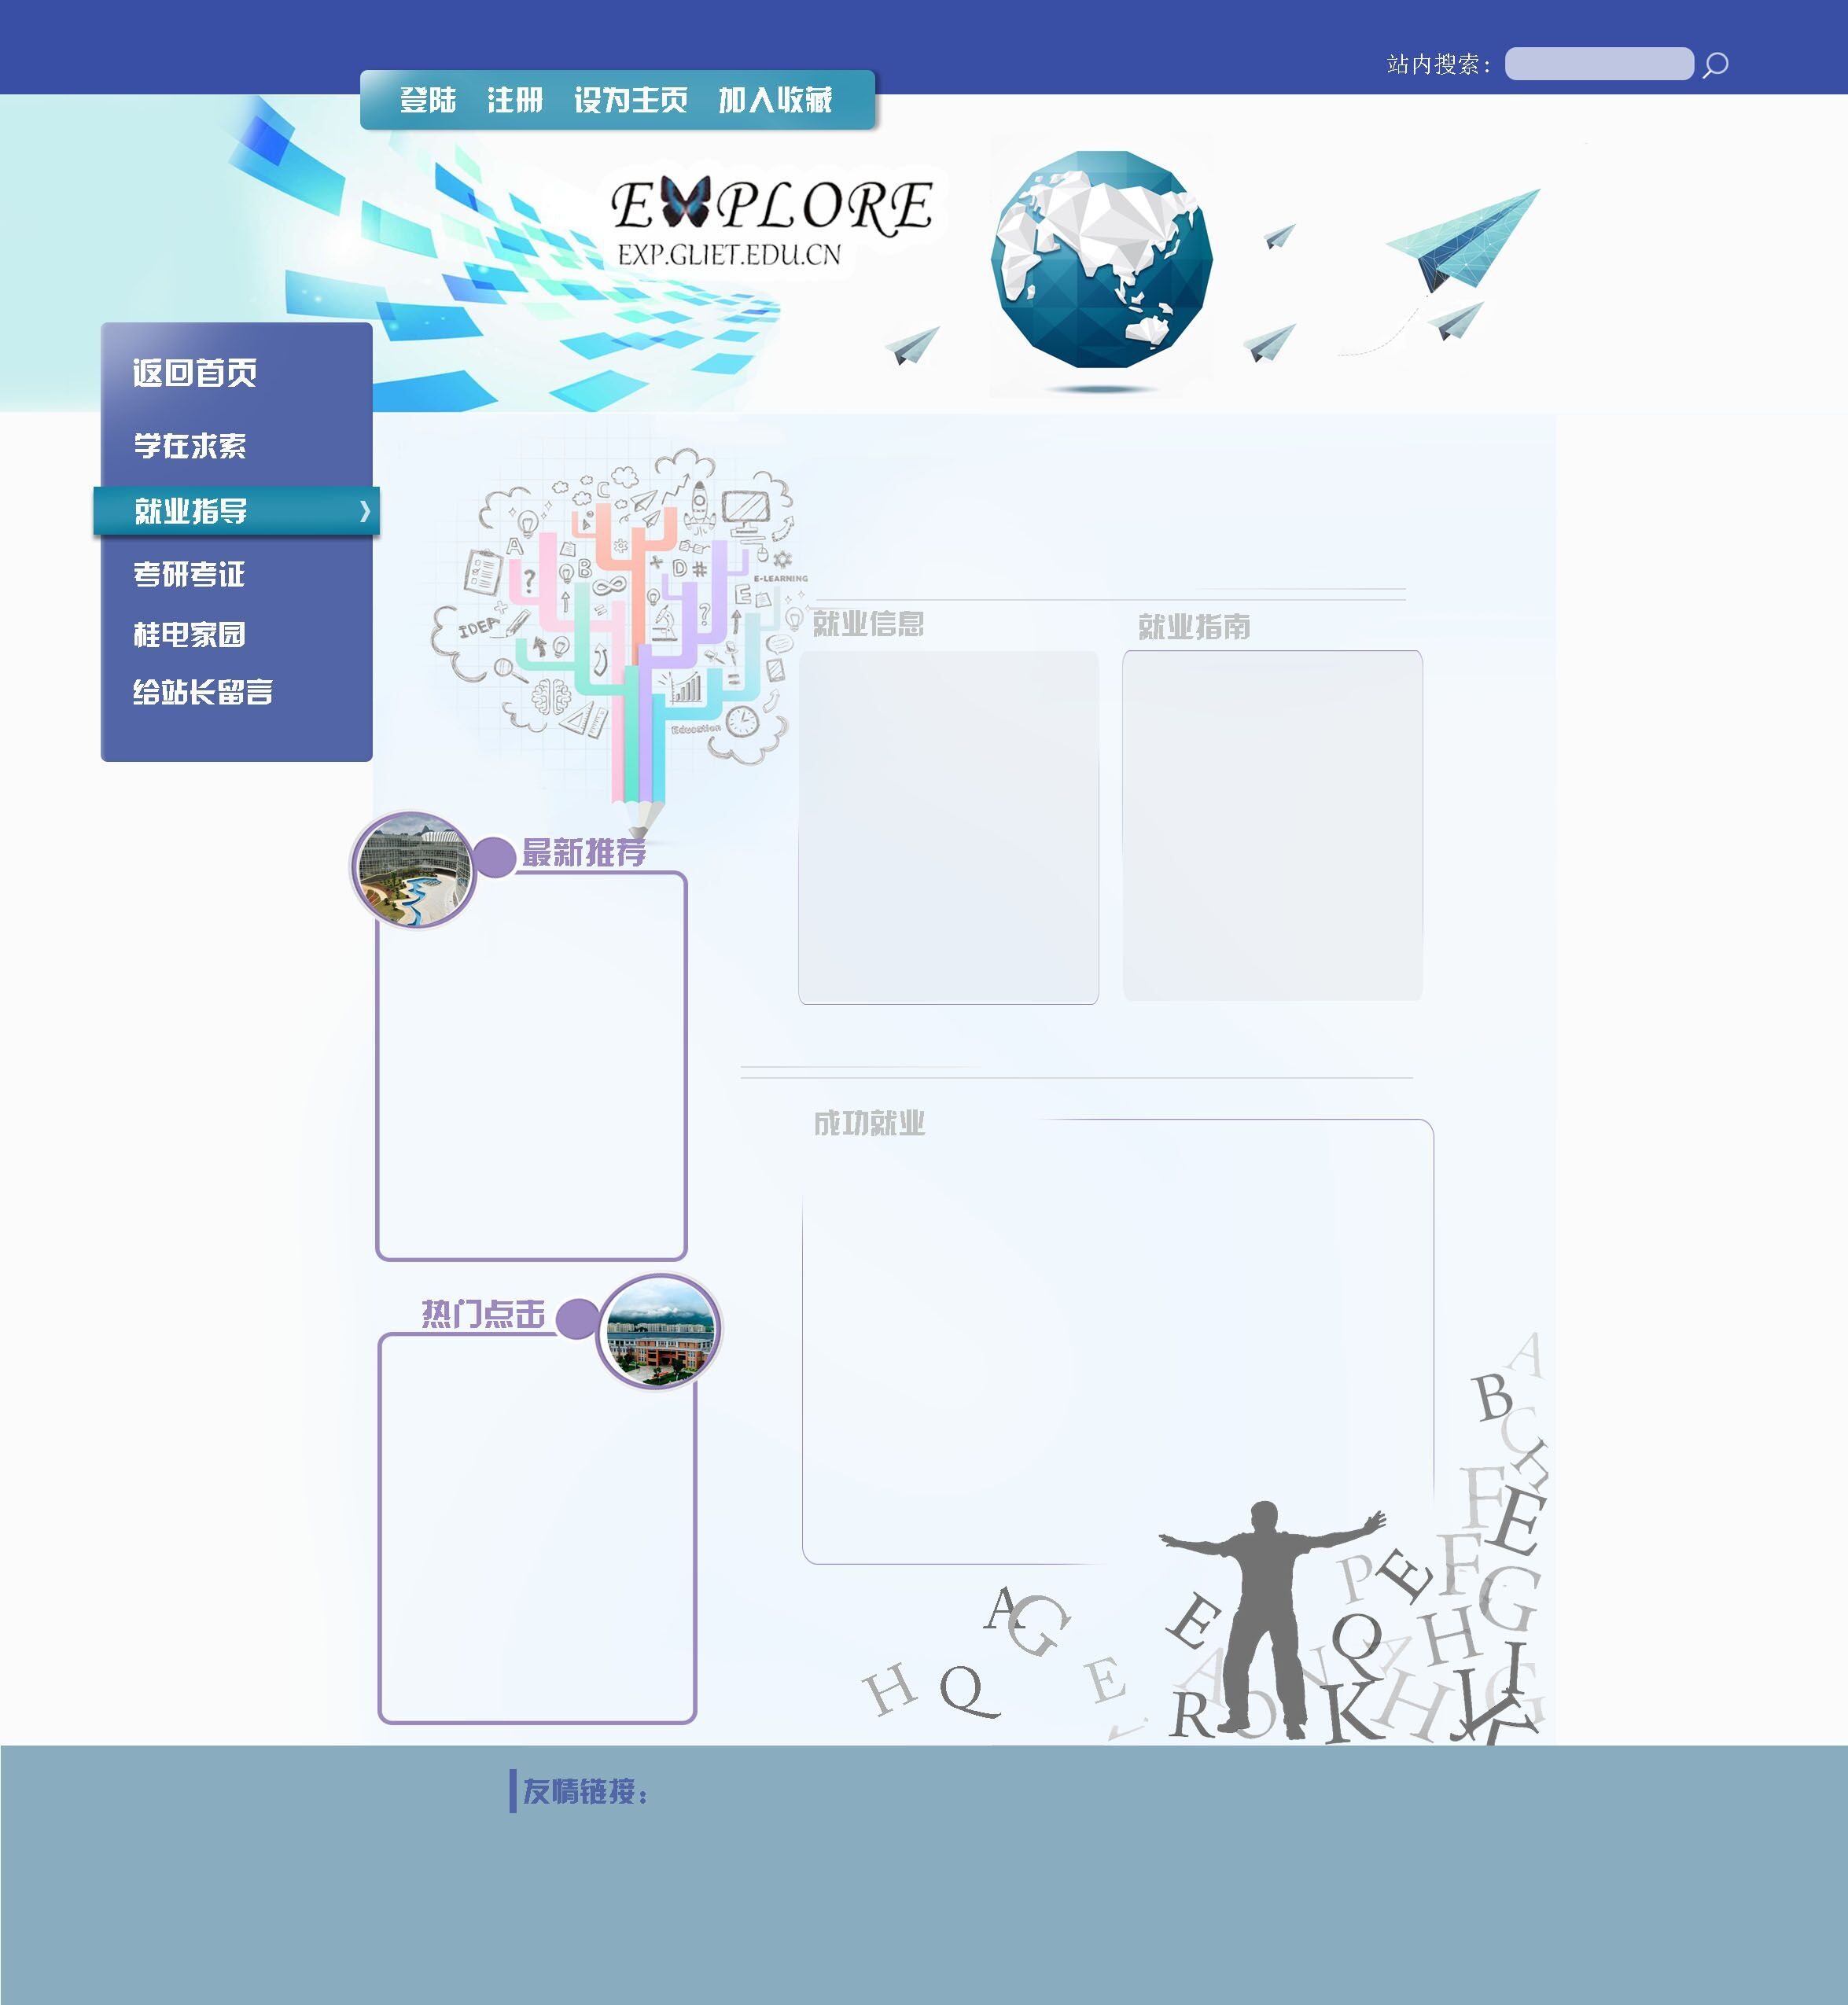 站内搜索：
登陆 注册 设为主页 加入收藏
EXPLORE
EXP.GLIET.EDU.CN
返回首页
学在求索
就业指导
考研考证
桂电家园
给站长留言
C
A
B
D #
?
E-LEARNING
E
?
IDEA
Education
就业信息
就业指南
最新推荐
成功就业
热门点击
A
B
C
K
F
E
P E F G
A G
E
Q H
H Q E A V A I
R O K H V G
友情链接：